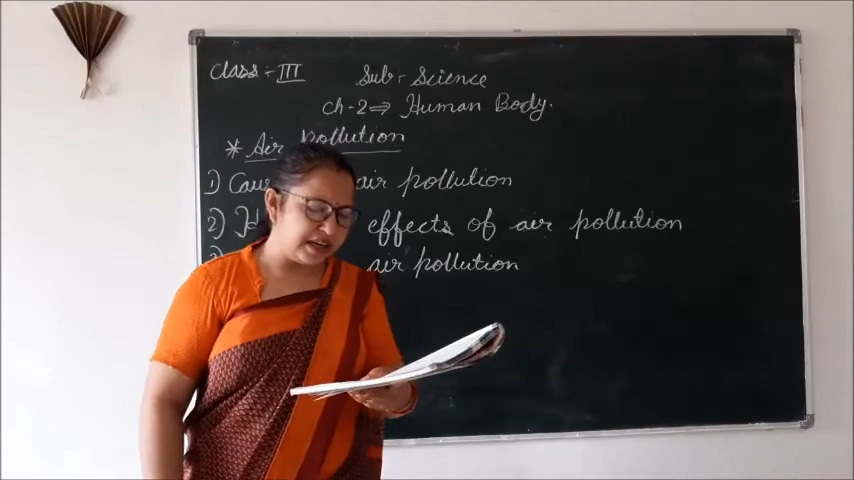 Class :- III Sub :- Science
Ch - 2 ⇒ Human Body.
* Air Pollution
1) air pollution
2) effects of air pollution
air pollution